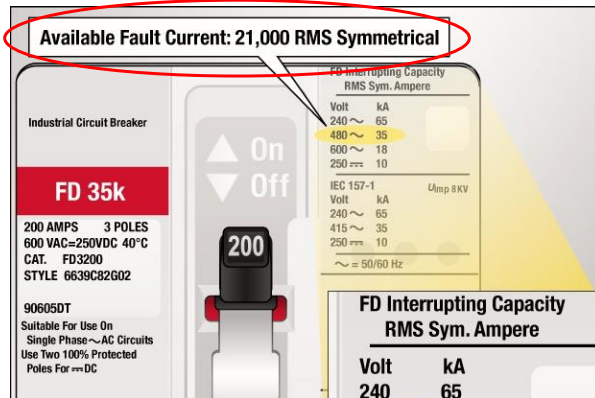 Available Fault Current: 21,000 RMS Symmetrical
FD Interrupting Capacity
RMS Sym. Ampere
Volt kA
240 ~ 65
480 ~ 35
600 ~ 18
250 ⎓ 10
IEC 157-1 Uimp 8KV
Volt kA
240 ~ 65
415 ~ 35
250 ⎓ 10
~ = 50/60 Hz
Industrial Circuit Breaker
FD 35k
200 AMPS 3 POLES
600 VAC=250VDC 40°C
CAT. FD3200
STYLE 6639C82G02
90605DT
Suitable For Use On
Single Phase ~ AC Circuits
Use Two 100% Protected
Poles For ⎓ DC
On
Off
200
FD Interrupting Capacity
RMS Sym. Ampere
Volt kA
240 65